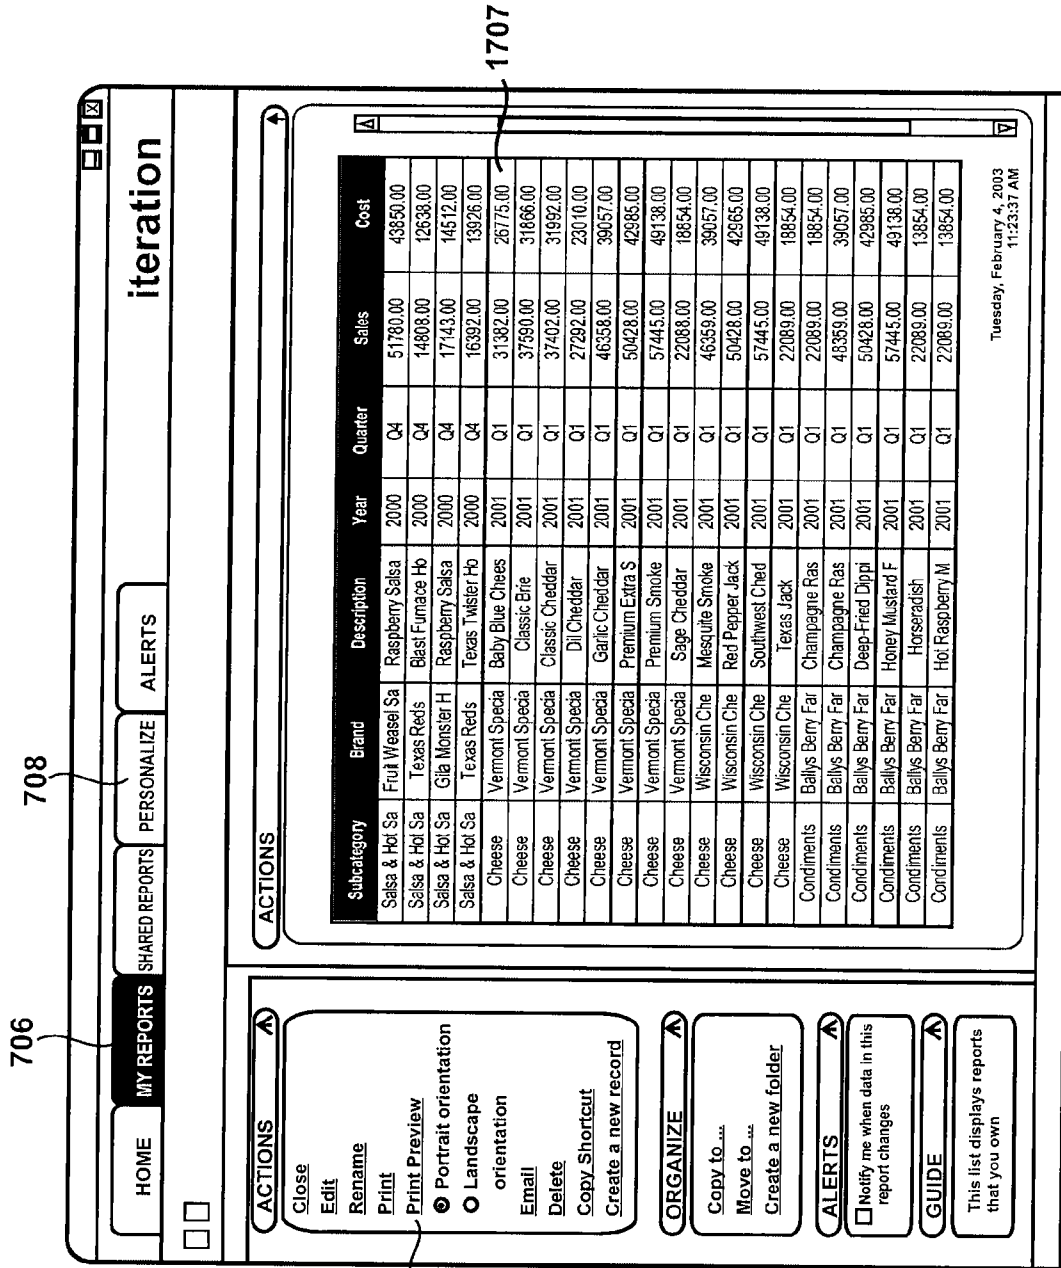 706
708
HOME MY REPORTS SHARED REPORTS PERSONALIZE ALERTS
iteration
ACTIONS
Close
Edit
Rename
Print
Print Preview
Portrait orientation
Landscape
orientation
Email
Delete
Copy Shortcut
Create a new record
ORGANIZE
Copy to ...
Move to ...
Create a new folder
ALERTS
Notify me when data in this
report changes
GUIDE
This list displays reports
that you own
ACTIONS
Subcategory Brand Description Year Quarter Sales Cost
Salsa & Hot Sa Fruit Weasel Sa Raspberry Salsa 2000 Q4 51780.00 43850.00
Salsa & Hot Sa Texas Reds Blast Furnace Ho 2000 Q4 14808.00 12638.00
Salsa & Hot Sa Gila Monster H Raspberry Salsa 2000 Q4 17143.00 14512.00
Salsa & Hot Sa Texas Reds Texas Twister Ho 2000 Q4 16392.00 13926.00
Cheese Vermont Specia Baby Blue Chees 2001 Q1 31382.00 26775.00
Cheese Vermont Specia Classic Brie 2001 Q1 37590.00 31866.00
Cheese Vermont Specia Classic Cheddar 2001 Q1 37402.00 31992.00
Cheese Vermont Specia Dil Cheddar 2001 Q1 27292.00 23010.00
Cheese Vermont Specia Garlic Cheddar 2001 Q1 46358.00 39057.00
Cheese Vermont Specia Premium Extra S 2001 Q1 50428.00 42985.00
Cheese Vermont Specia Premium Smoke 2001 Q1 57445.00 49138.00
Cheese Vermont Specia Sage Cheddar 2001 Q1 22088.00 18854.00
Cheese Wisconsin Che Mesquite Smoke 2001 Q1 46359.00 39057.00
Cheese Wisconsin Che Red Pepper Jack 2001 Q1 50428.00 42965.00
Cheese Wisconsin Che Southwest Ched 2001 Q1 57445.00 49138.00
Cheese Wisconsin Che Texas Jack 2001 Q1 22089.00 18854.00
Condiments Ballys Berry Far Champagne Ras 2001 Q1 22089.00 18854.00
Condiments Ballys Berry Far Champagne Ras 2001 Q1 48359.00 39057.00
Condiments Ballys Berry Far Deep-Fried Dippi 2001 Q1 50428.00 42985.00
Condiments Ballys Berry Far Honey Mustard F 2001 Q1 57445.00 49138.00
Condiments Ballys Berry Far Horseradish 2001 Q1 22089.00 13854.00
Condiments Ballys Berry Far Hot Raspberry M 2001 Q1 22089.00 13854.00
1707
Tuesday, February 4, 2003
11:23:37 AM